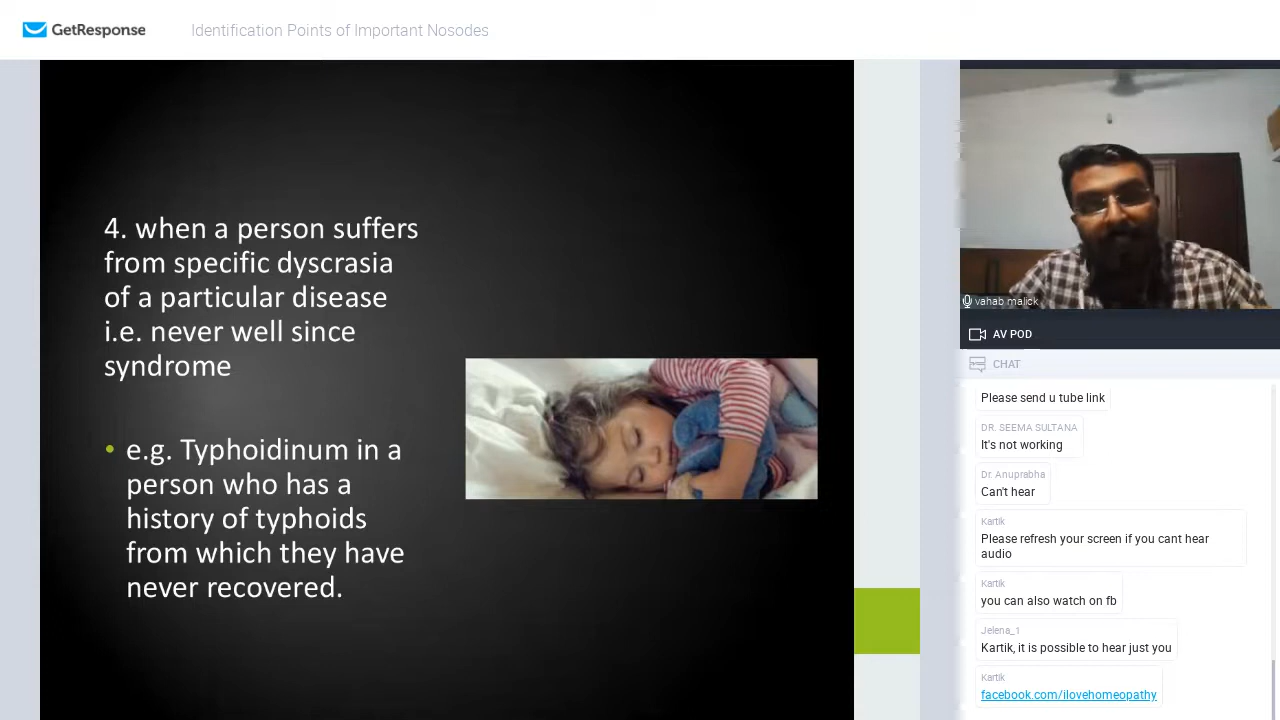 GetResponse
Identification Points of Important Nosodes
4. when a person suffers
from specific dyscrasia
of a particular disease
i.e. never well since
syndrome
• e.g. Typhoidinum in a
person who has a
history of typhoids
from which they have
never recovered.
vahab malick
AV POD
CHAT
Please send u tube link
DR. SEEMA SULTANA
It's not working
Dr. Anuprabha
Can't hear
Kartik
Please refresh your screen if you cant hear
audio
Kartik
you can also watch on fb
Jelena_1
Kartik, it is possible to hear just you
Kartik
facebook.com/ilovehomeopathy